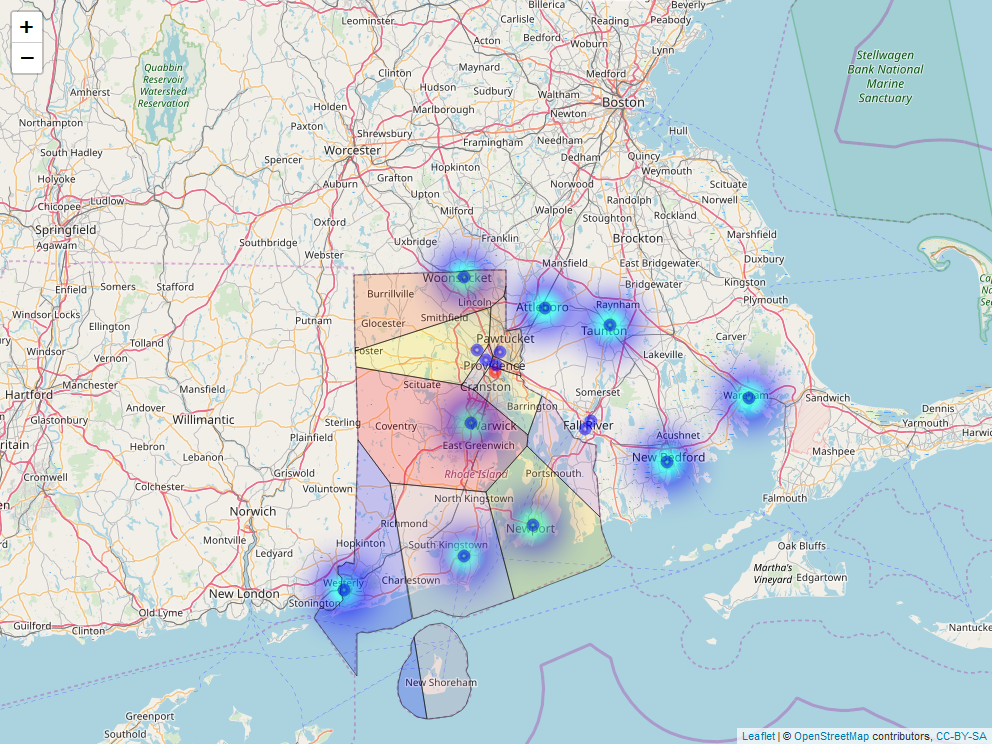 +
−
Billerica
Beverly
Leominster
Carlisle
Reading
Peabody
Acton
Bedford
Woburn
Lynn
Quabbin
Reservoir
Watershed
Reservation
Stellwagen
Bank National
Marine
Sanctuary
Clinton
Maynard
Medford
Amherst
Hudson
Sudbury
Waltham
Boston
Holden
Marlborough
Newton
Northampton
Paxton
Shrewsbury
Framingham
Needham
Hull
South Hadley
Worcester
Dedham
Quincy
Spencer
Hopkinton
Weymouth
Holyoke
Auburn
Grafton
Norwood
Scituate
Chicopee
Ludlow
Upton
Randolph
Norwell
Oxford
Milford
Walpole
Stoughton
Rockland
Springfield
Agawam
Southbridge
Uxbridge
Franklin
Brockton
Marshfield
Webster
Mansfield
East Bridgewater
Duxbury
Enfield
Somers
Stafford
Woonsocket
Bridgewater
Kingston
Burrillville
Lincoln
Attleboro
Raynham
Plymouth
Windsor Locks
Putnam
Glocester
Smithfield
Taunton
Ellington
Tolland
Pawtucket
Carver
Windsor
Vernon
Foster
Providence
Lakeville
Hartford
Mansfield
Scituate
Cranston
Somerset
Wareham
Sandwich
Andover
Barrington
Dennis
Glastonbury
Willimantic
Sterling
Coventry
Warwick
Fall River
Yarmouth
Plainfield
Acushnet
Harwi
ritain
Hebron
East Greenwich
Mashpee
Lebanon
New Bedford
Cromwell
Griswold
Rhode Island
Portsmouth
Colchester
Voluntown
North Kingstown
Falmouth
Norwich
Richmond
Newport
Montville
Hopkinton
South Kingstown
Oak Bluffs
Ledyard
Martha's
Vineyard
Edgartown
Westerly
Charlestown
New London
Stonington
Old Lyme
Guilford
Clinton
Nantucke
New Shoreham
Greenport
Southold
Leaflet | © OpenStreetMap contributors, CC-BY-SA